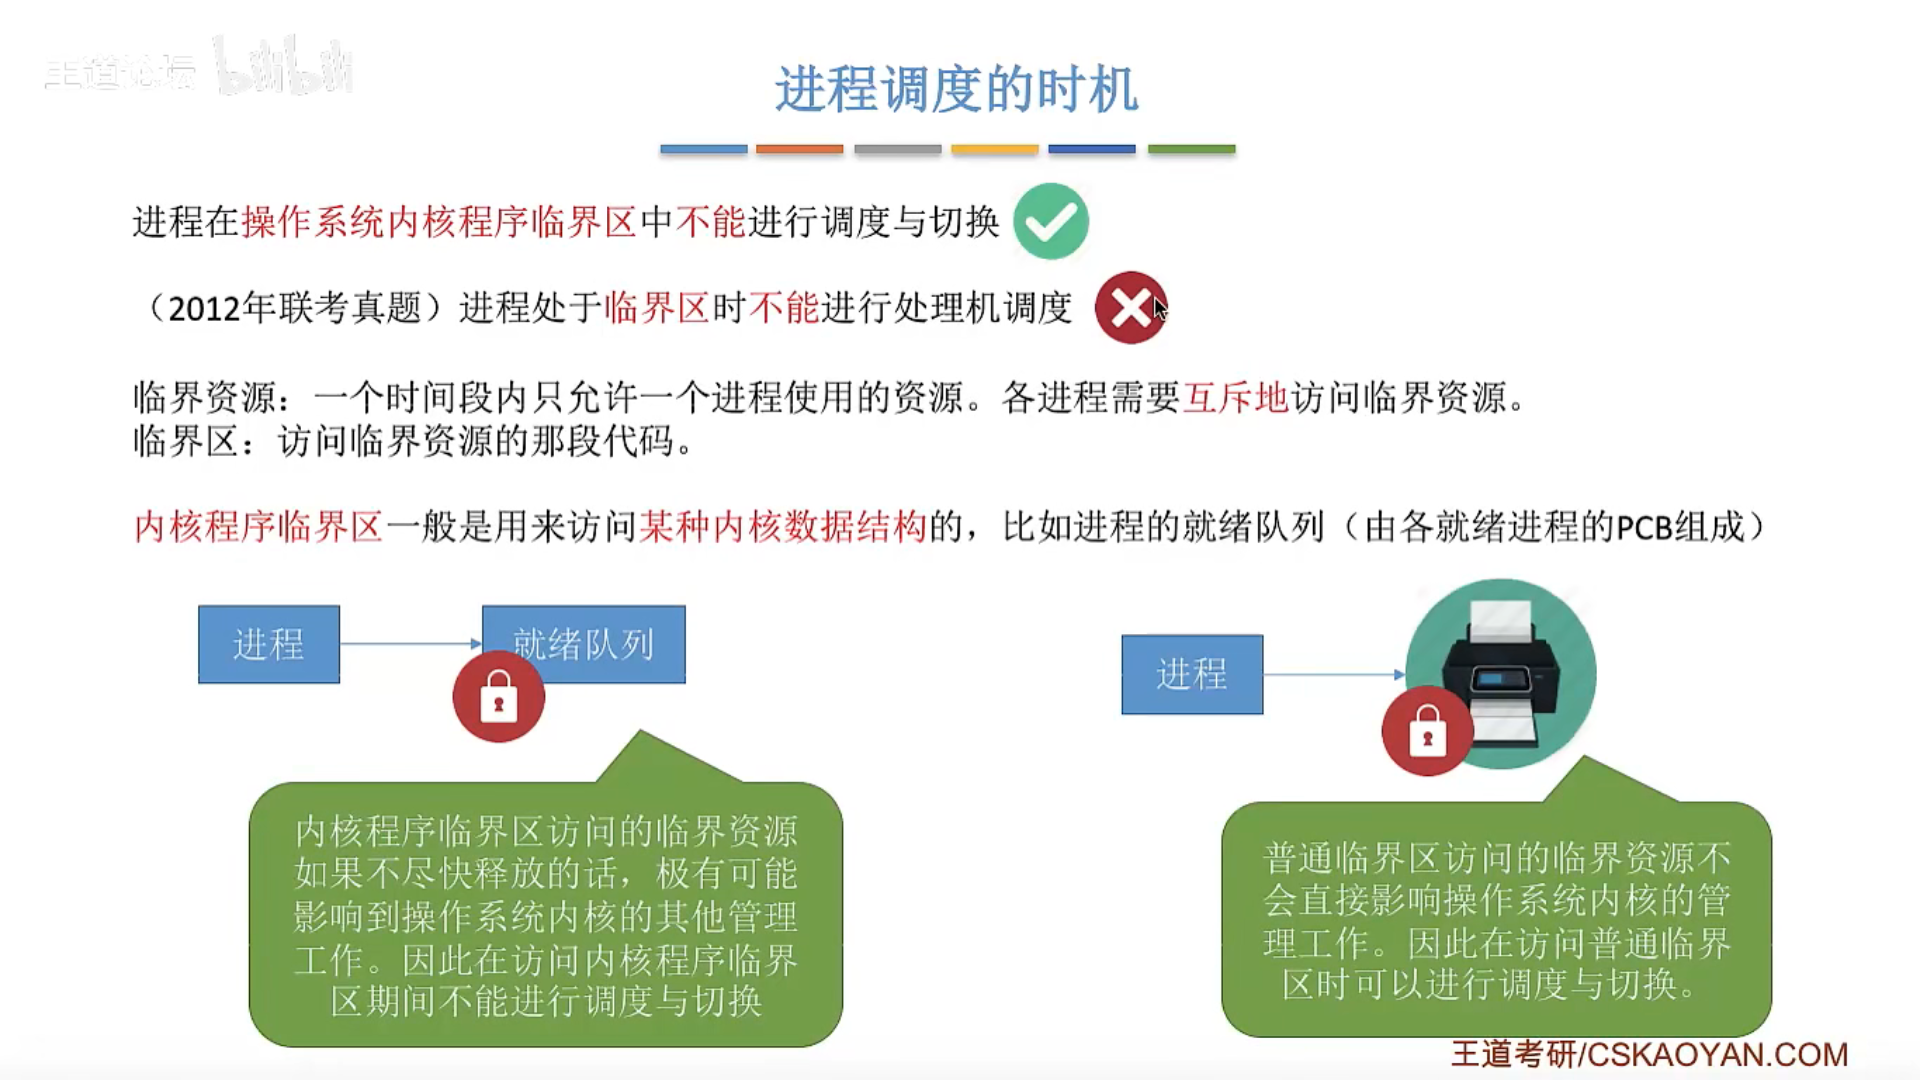 王道论坛 bilibili
进程调度的时机
进程在操作系统内核程序临界区中不能进行调度与切换
（2012年联考真题）进程处于临界区时不能进行处理机调度
临界资源：一个时间段内只允许一个进程使用的资源。各进程需要互斥地访问临界资源。
临界区：访问临界资源的那段代码。
内核程序临界区一般是用来访问某种内核数据结构的，比如进程的就绪队列（由各就绪进程的PCB组成）
进程
就绪队列
进程
内核程序临界区访问的临界资源
如果不尽快释放的话，极有可能
影响到操作系统内核的其他管理
工作。因此在访问内核程序临界
区期间不能进行调度与切换
普通临界区访问的临界资源不
会直接影响操作系统内核的管
理工作。因此在访问普通临界
区时可以进行调度与切换。
王道考研/CSKAOYAN.COM